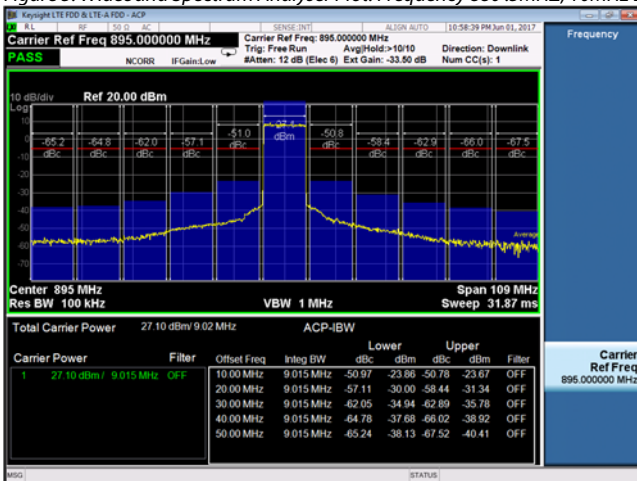 Keysight LTE FDD & LTE-A FDD - ACP
RL RF 50 Ω AC SENSE:INT ALIGN AUTO 10:58:39 PM Jun 01, 2017
Carrier Ref Freq 895.000000 MHz
Carrier Ref Freq: 895.000000 MHz
Trig: Free Run Avg|Hold:>10/10 Direction: Downlink
PASS NCORR IFGain:Low #Atten: 12 dB (Elec 6) Ext Gain: -33.50 dB Num CC(s): 1
Frequency
10 dB/div Ref 20.00 dBm
Log
10
0
-10
-20
-30
-40
-50
-60
-70
-65.2 dBc
-64.8 dBc
-62.0 dBc
-57.1 dBc
-51.0 dBc
27.1 dBm
-50.8 dBc
-58.4 dBc
-62.9 dBc
-66.0 dBc
-67.5 dBc
Average
Center 895 MHz Span 109 MHz
Res BW 100 kHz VBW 1 MHz Sweep 31.87 ms
Total Carrier Power 27.10 dBm/ 9.02 MHz ACP-IBW
Lower Upper
Carrier Power Filter Offset Freq Integ BW dBc dBm dBc dBm Filter
1 27.10 dBm / 9.015 MHz OFF
10.00 MHz 9.015 MHz -50.97 -23.86 -50.78 -23.67 OFF
20.00 MHz 9.015 MHz -57.11 -30.00 -58.44 -31.34 OFF
30.00 MHz 9.015 MHz -62.05 -34.94 -62.89 -35.78 OFF
40.00 MHz 9.015 MHz -64.78 -37.68 -66.02 -38.92 OFF
50.00 MHz 9.015 MHz -65.24 -38.13 -67.52 -40.41 OFF
Carrier
Ref Freq
895.000000 MHz
MSG STATUS